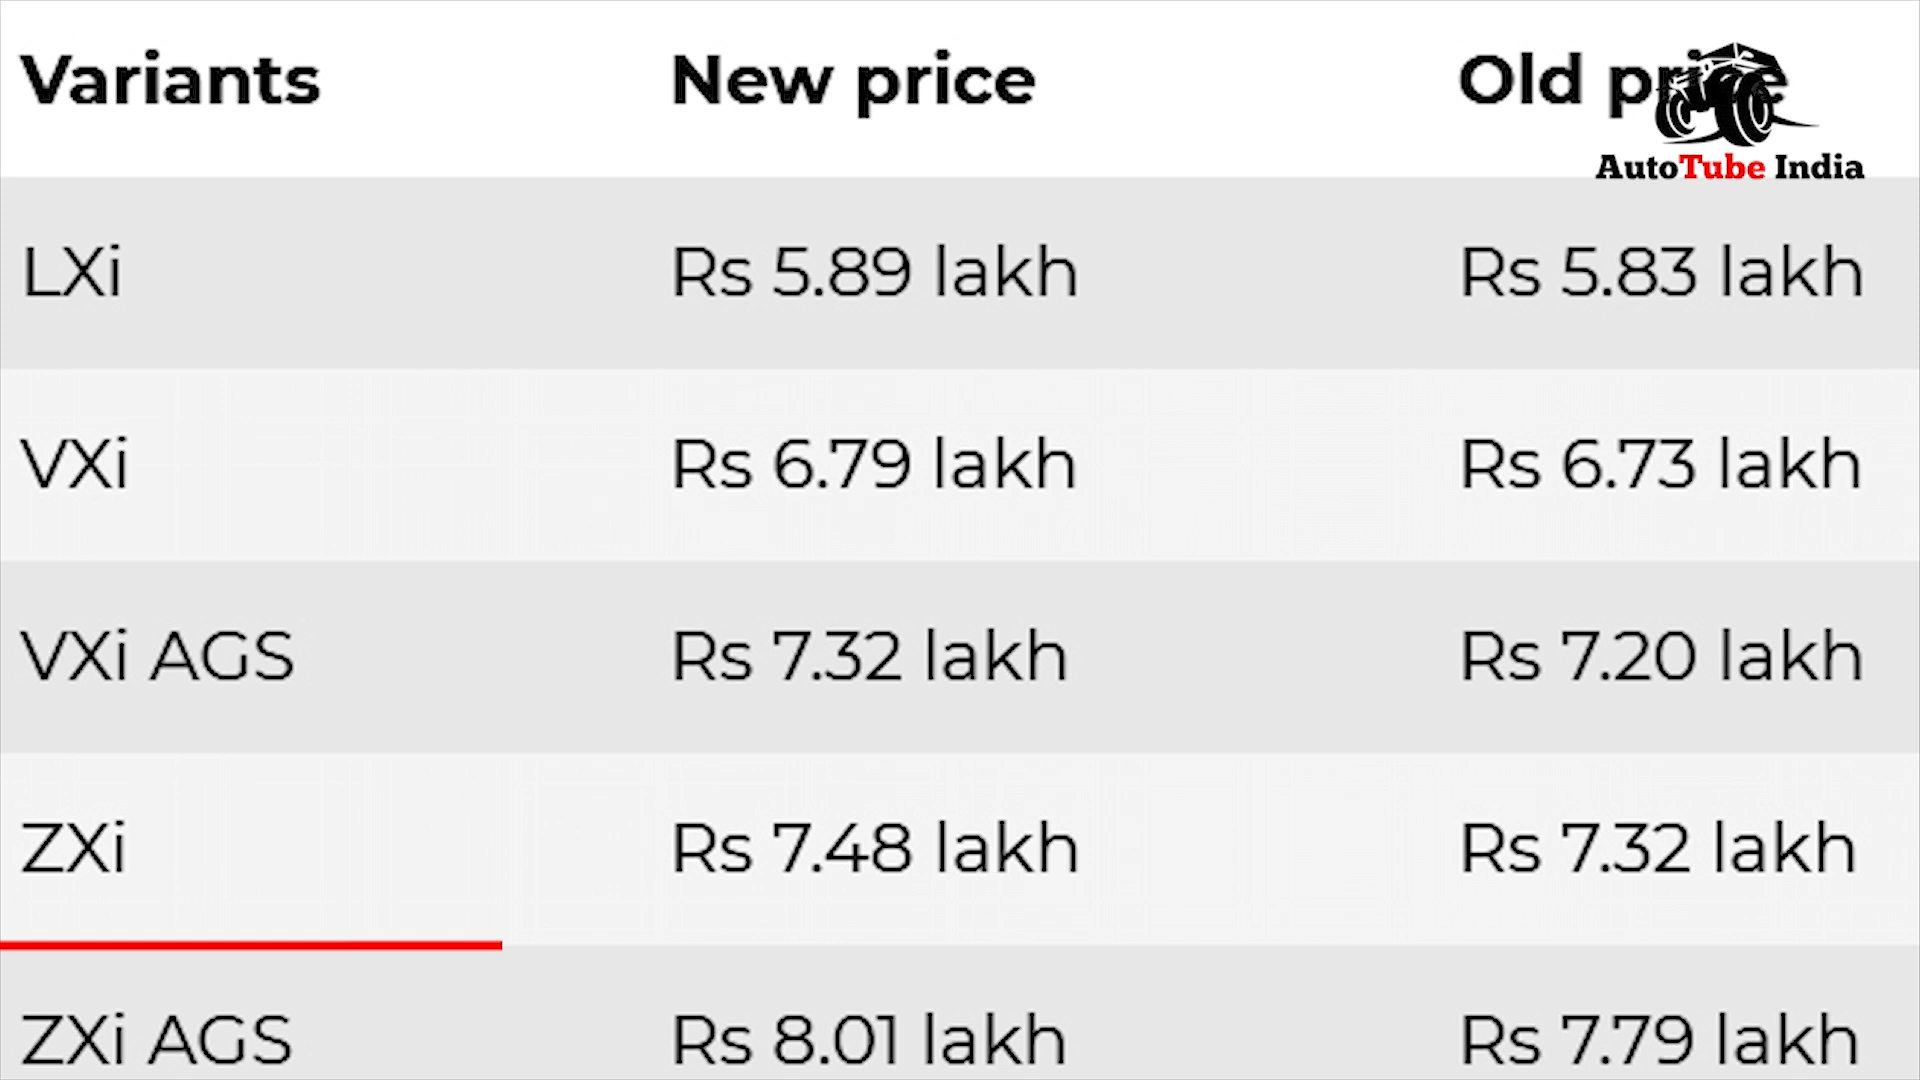 Variants New price Old price
AutoTube India
LXi Rs 5.89 lakh Rs 5.83 lakh
VXi Rs 6.79 lakh Rs 6.73 lakh
VXi AGS Rs 7.32 lakh Rs 7.20 lakh
ZXi Rs 7.48 lakh Rs 7.32 lakh
ZXi AGS Rs 8.01 lakh Rs 7.79 lakh